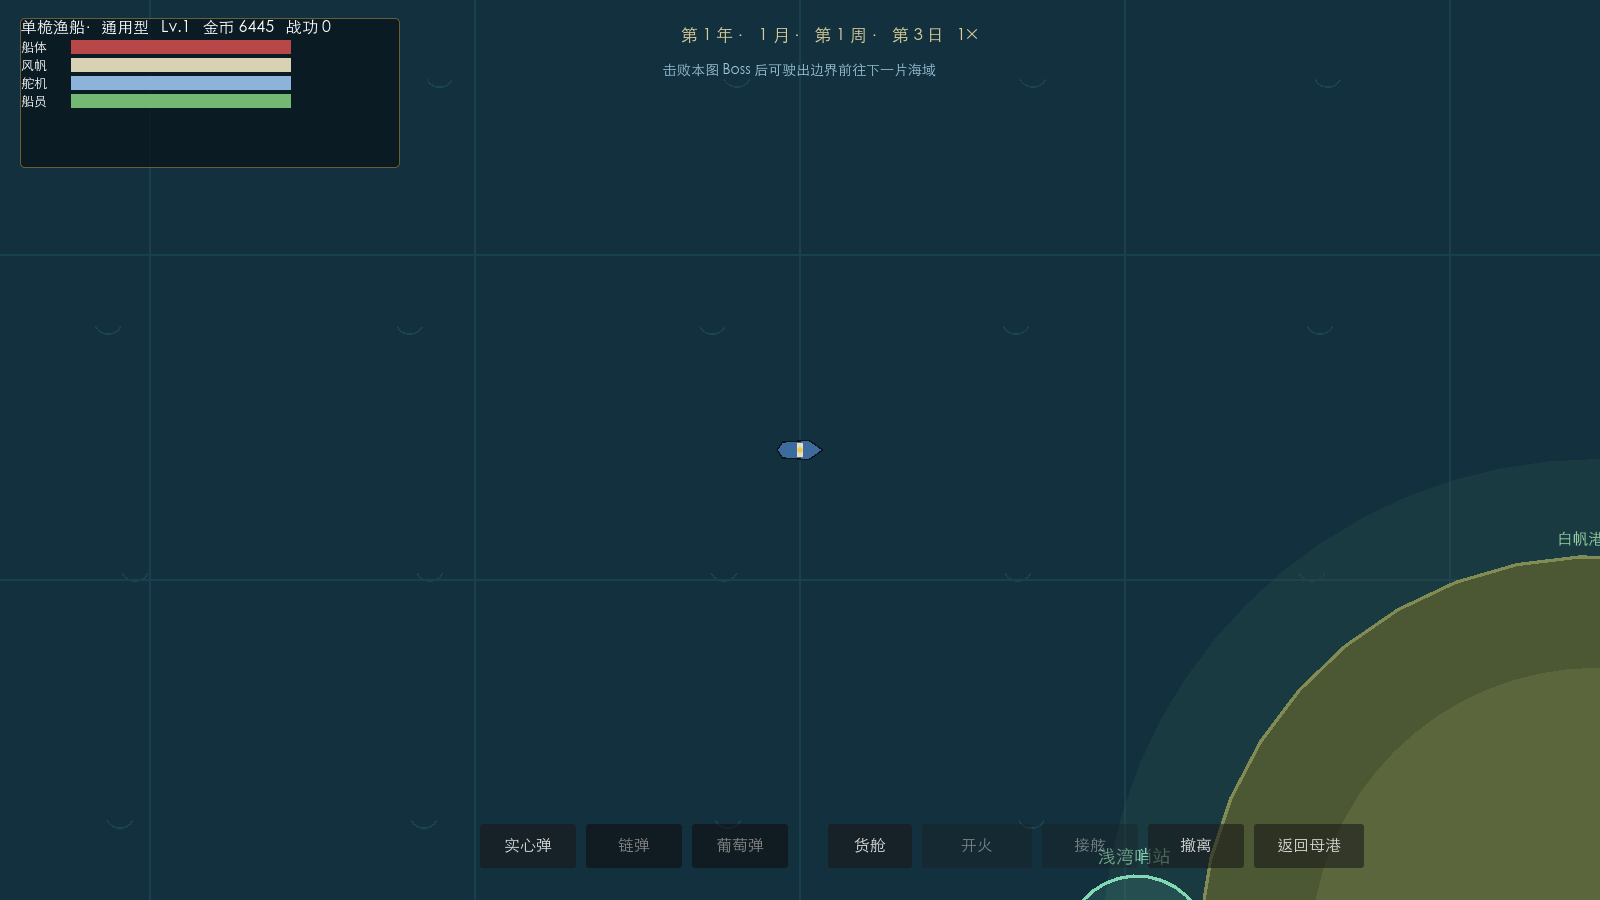 单桅渔船· 通用型 Lv.1 金币 6445 战功 0
船体
风帆
舵机
船员
第 1 年 · 1 月 · 第 1 周 · 第 3 日 1×
击败本图 Boss 后可驶出边界前往下一片海域
白帆港
实心弹 链弹 葡萄弹 货舱 开火 接舷 撤离 返回母港
浅湾哨站